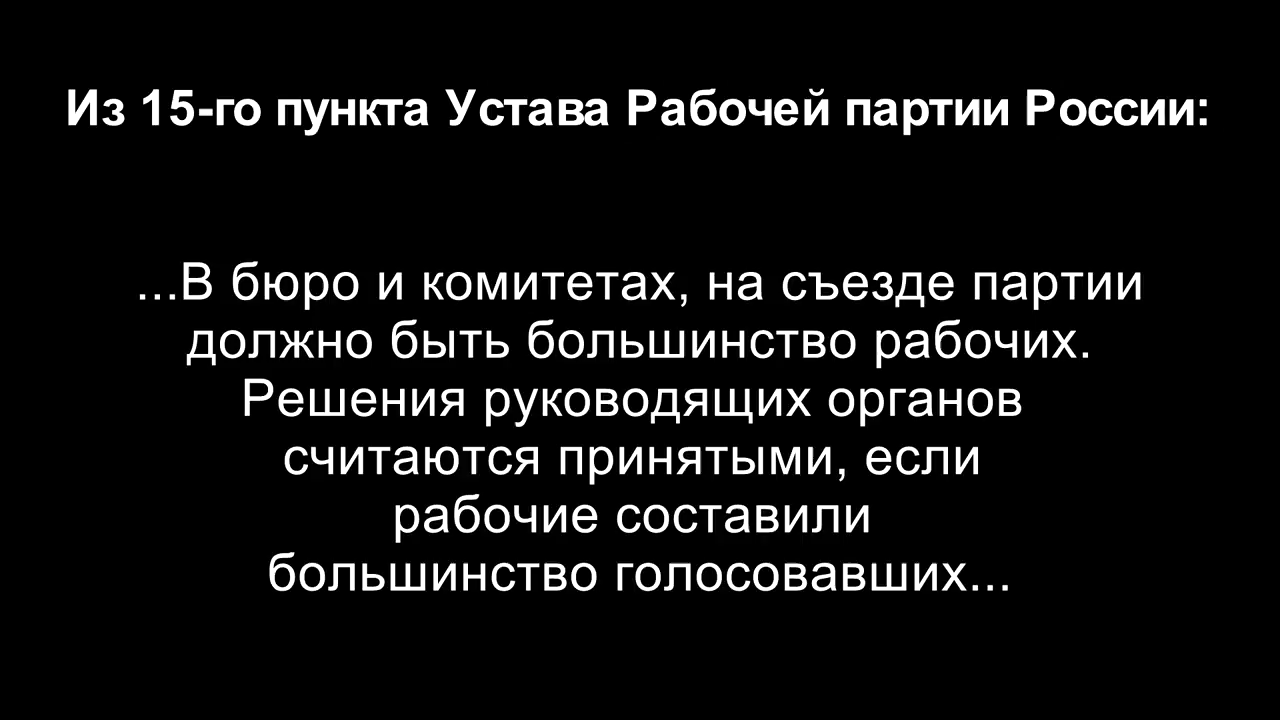 Из 15-го пункта Устава Рабочей партии России:
...В бюро и комитетах, на съезде партии
должно быть большинство рабочих.
Решения руководящих органов
считаются принятыми, если
рабочие составили
большинство голосовавших...